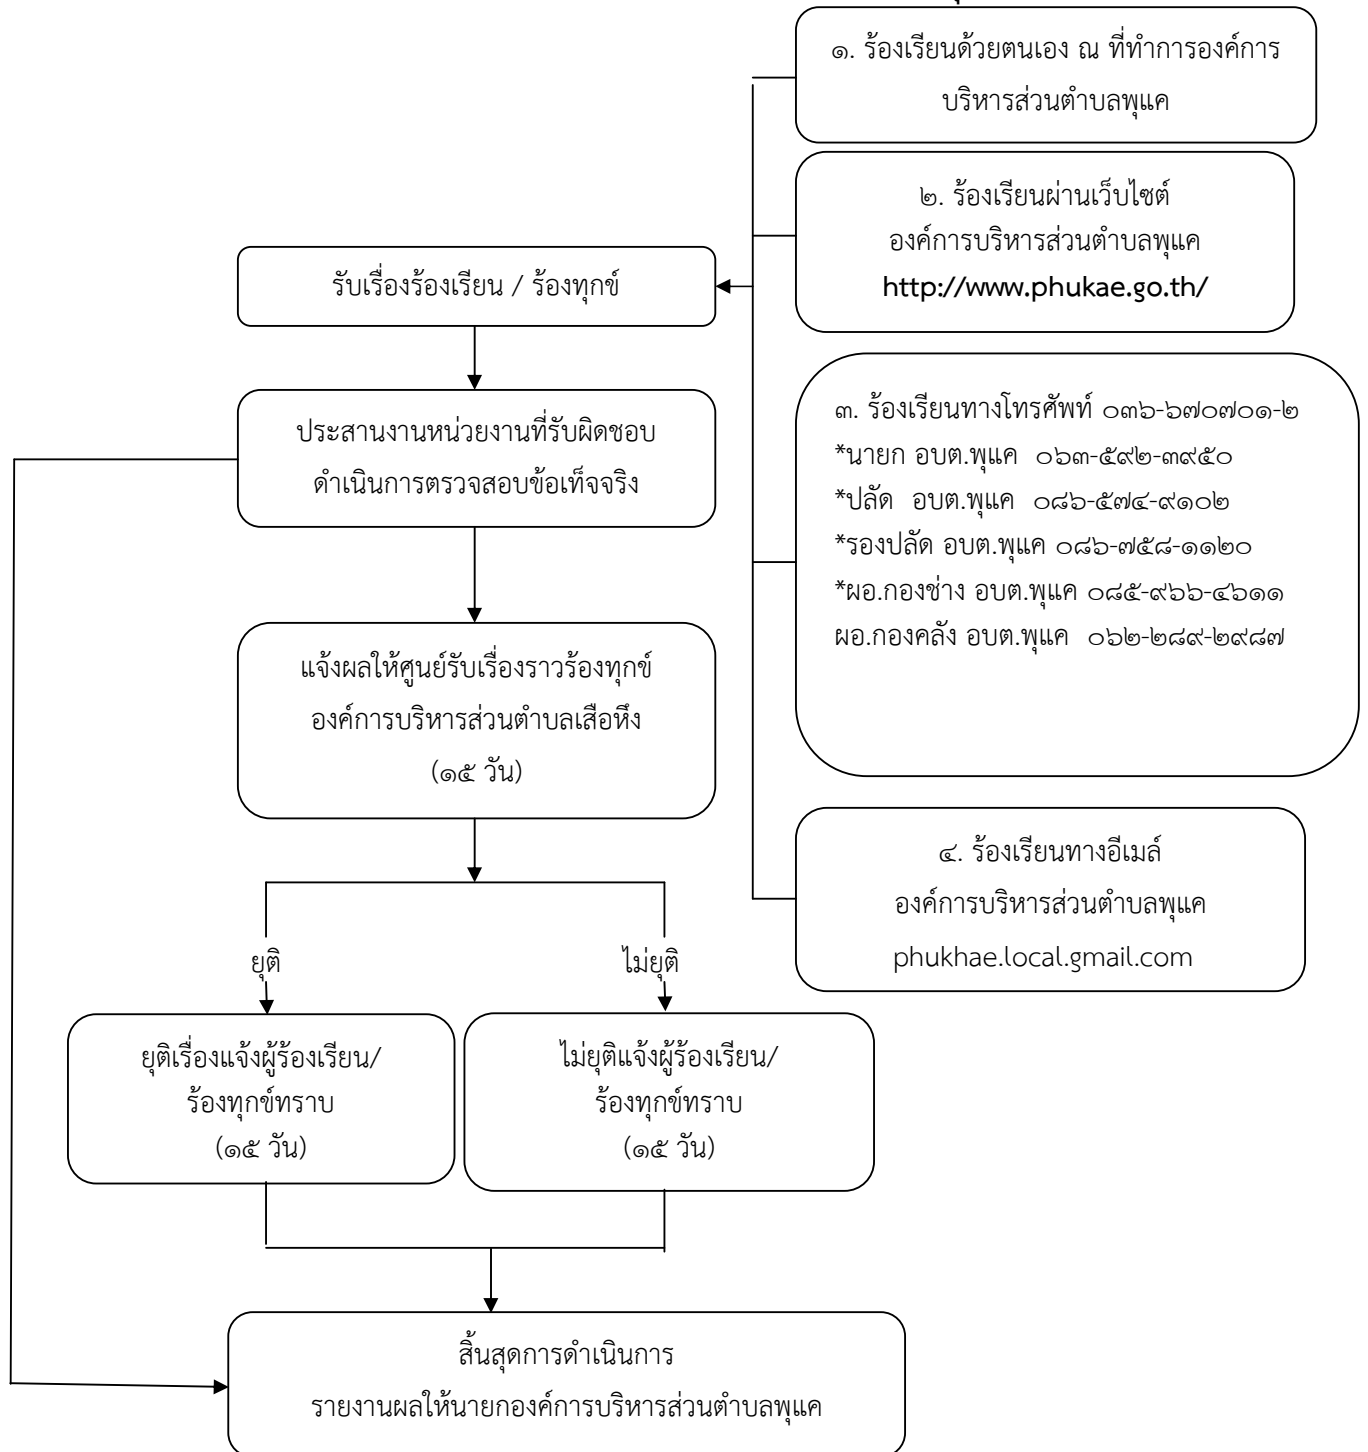 ๑. ร้องเรียนด้วยตนเอง ณ ที่ทำการองค์การ
บริหารส่วนตำบลพุแค
๒. ร้องเรียนผ่านเว็บไซต์
องค์การบริหารส่วนตำบลพุแค
http://www.phukae.go.th/
รับเรื่องร้องเรียน / ร้องทุกข์
ประสานงานหน่วยงานที่รับผิดชอบ
ดำเนินการตรวจสอบข้อเท็จจริง
๓. ร้องเรียนทางโทรศัพท์ ๐๓๖-๖๗๐๗๐๑-๒
*นายก อบต.พุแค ๐๖๓-๕๙๒-๓๙๕๐
*ปลัด อบต.พุแค ๐๘๖-๕๗๔-๙๑๐๒
*รองปลัด อบต.พุแค ๐๘๖-๗๕๘-๑๑๒๐
*ผอ.กองช่าง อบต.พุแค ๐๘๕-๙๖๖-๔๖๑๑
ผอ.กองคลัง อบต.พุแค ๐๖๒-๒๘๙-๒๙๘๗
แจ้งผลให้ศูนย์รับเรื่องราวร้องทุกข์
องค์การบริหารส่วนตำบลเสือหึง
(๑๕ วัน)
๔. ร้องเรียนทางอีเมล์
องค์การบริหารส่วนตำบลพุแค
phukhae.local.gmail.com
ยุติ
ไม่ยุติ
ยุติเรื่องแจ้งผู้ร้องเรียน/
ร้องทุกข์ทราบ
(๑๕ วัน)
ไม่ยุติแจ้งผู้ร้องเรียน/
ร้องทุกข์ทราบ
(๑๕ วัน)
สิ้นสุดการดำเนินการ
รายงานผลให้นายกองค์การบริหารส่วนตำบลพุแค